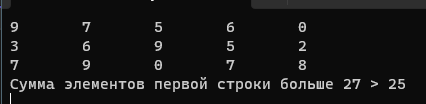 9 7 5 6 0
3 6 9 5 2
7 9 0 7 8
Сумма элементов первой строки больше 27 > 25